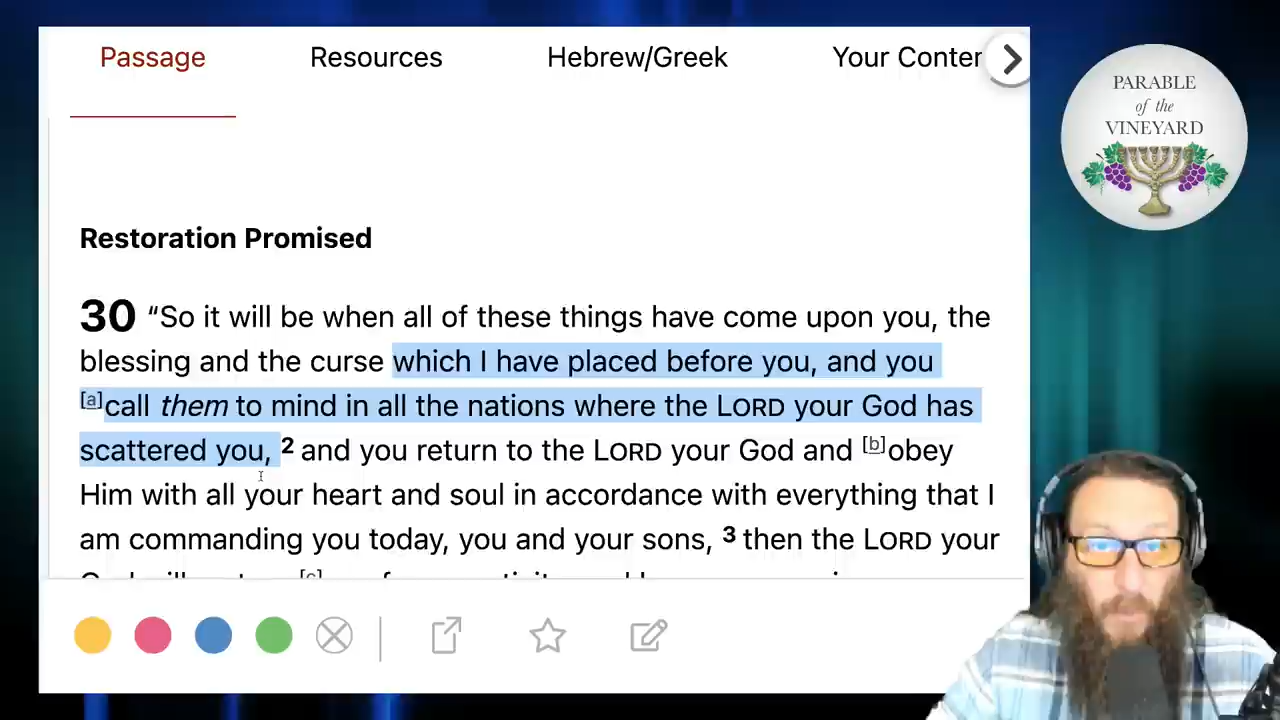 Passage
Resources
Hebrew/Greek
Your Conten
PARABLE
of the
VINEYARD
Restoration Promised
30 “So it will be when all of these things have come upon you, the
blessing and the curse which I have placed before you, and you
[a]call them to mind in all the nations where the LORD your God has
scattered you, 2 and you return to the LORD your God and [b]obey
Him with all your heart and soul in accordance with everything that I
am commanding you today, you and your sons, 3 then the LORD your